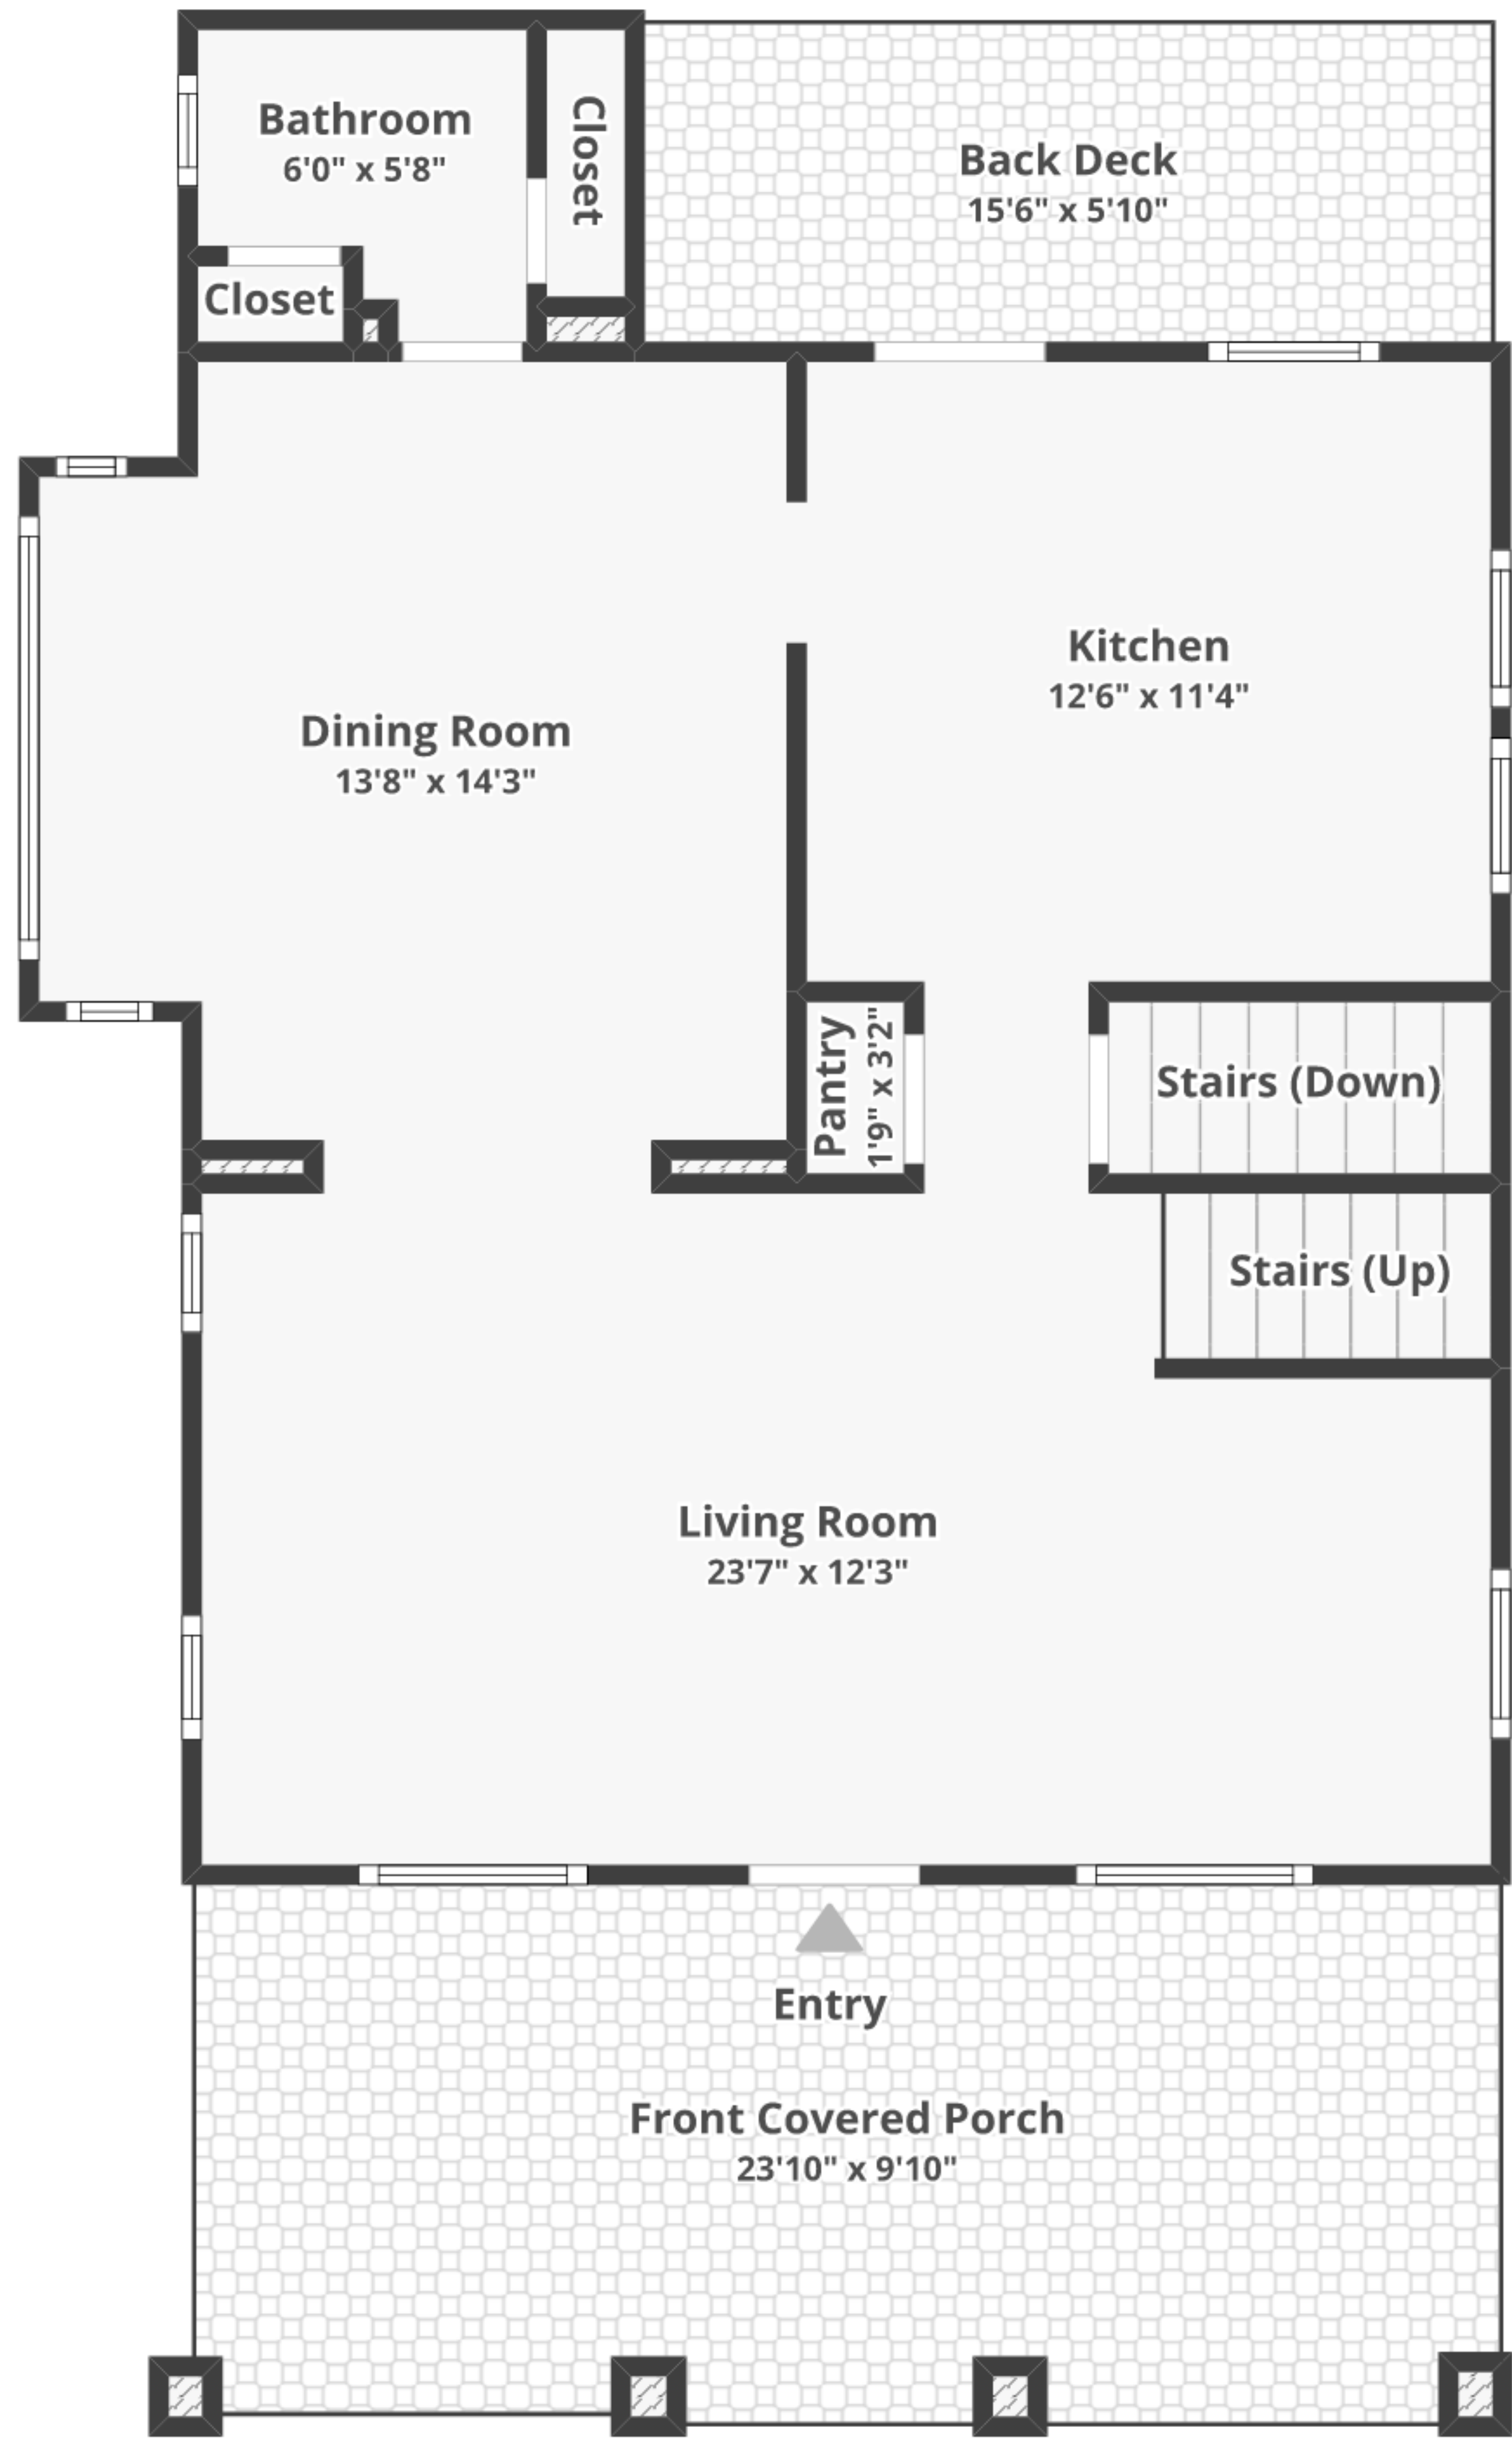 Bathroom
6'0" x 5'8"
Closet
Closet
Back Deck
15'6" x 5'10"
Dining Room
13'8" x 14'3"
Kitchen
12'6" x 11'4"
Pantry
1'9" x 3'2"
Stairs (Down)
Stairs (Up)
Living Room
23'7" x 12'3"
Entry
Front Covered Porch
23'10" x 9'10"